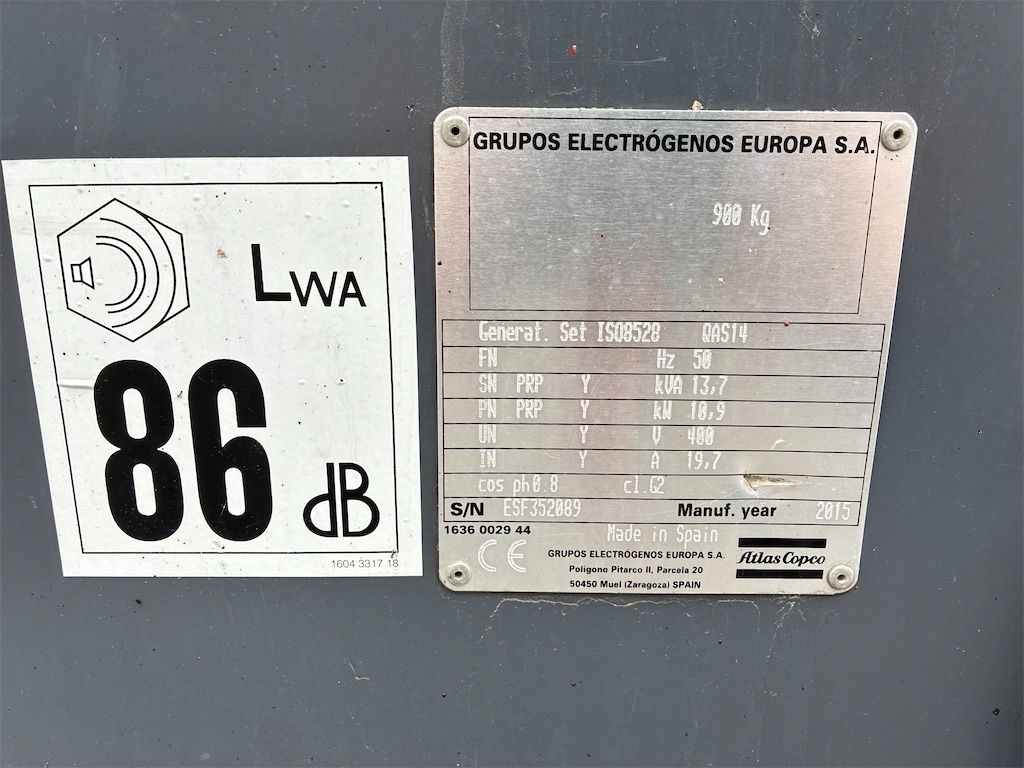 LWA
86
dB
1604 3317 18
GRUPOS ELECTRÓGENOS EUROPA S.A.
900 Kg
Generat. Set ISO8528 QAS14
FN Hz 50
SN PRP Y kVA 13,7
PN PRP Y kW 10,9
UN Y V 400
IN Y A 19,7
cos ph0.8 cl.G2
S/N ESF352089 Manuf. year 2015
1636 0029 44 Made in Spain
CE
GRUPOS ELECTRÓGENOS EUROPA S.A.
Polígono Pitarco II, Parcela 20
50450 Muel (Zaragoza) SPAIN
Atlas Copco